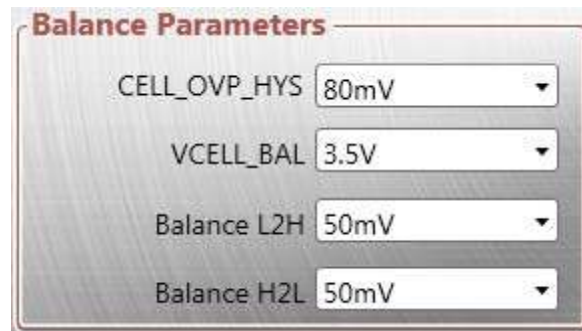 Balance Parameters
CELL_OVP_HYS 80mV
VCELL_BAL 3.5V
Balance L2H 50mV
Balance H2L 50mV